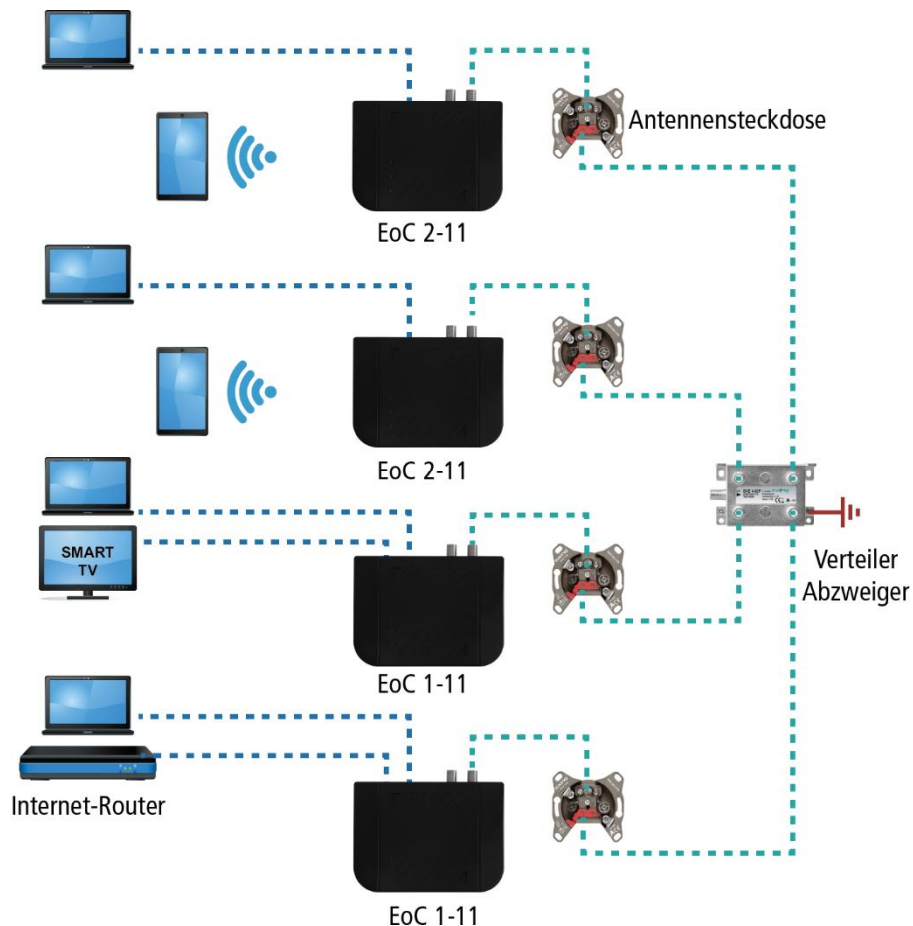 Antennensteckdose
EoC 2-11
EoC 2-11
SMART
TV
Verteiler
Abzweiger
EoC 1-11
Internet-Router
EoC 1-11